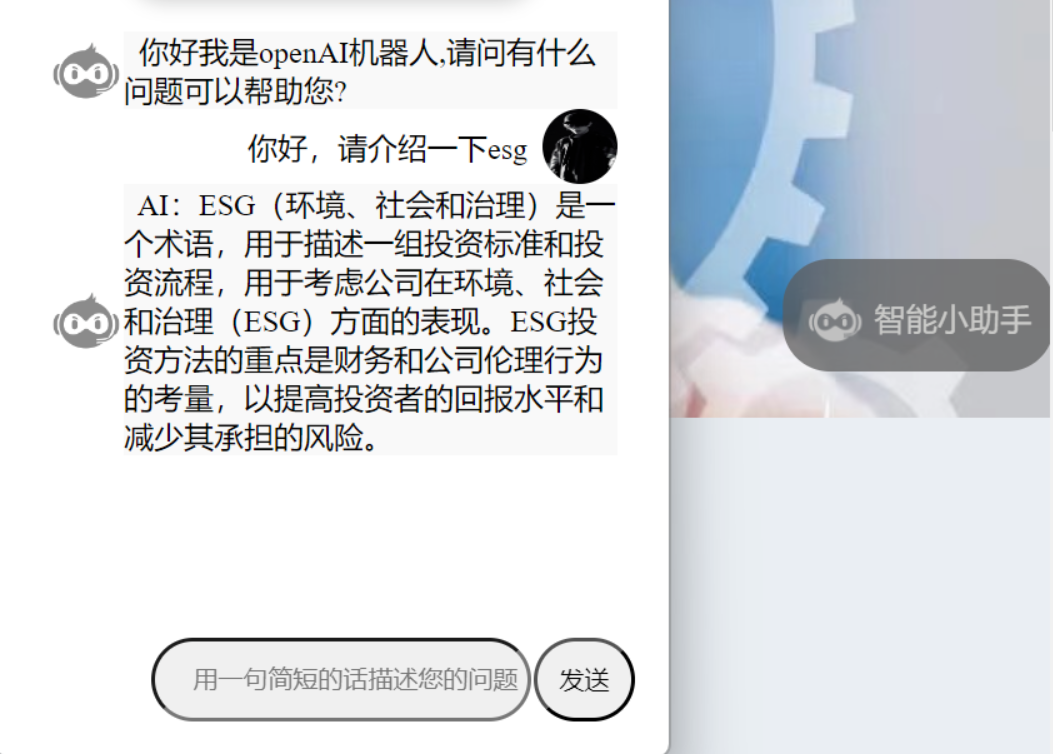 你好我是openAI机器人,请问有什么
问题可以帮助您?
你好，请介绍一下esg
AI：ESG（环境、社会和治理）是一
个术语，用于描述一组投资标准和投
资流程，用于考虑公司在环境、社会
和治理（ESG）方面的表现。ESG投
资方法的重点是财务和公司伦理行为
的考量，以提高投资者的回报水平和
减少其承担的风险。
智能小助手
用一句简短的话描述您的问题
发送